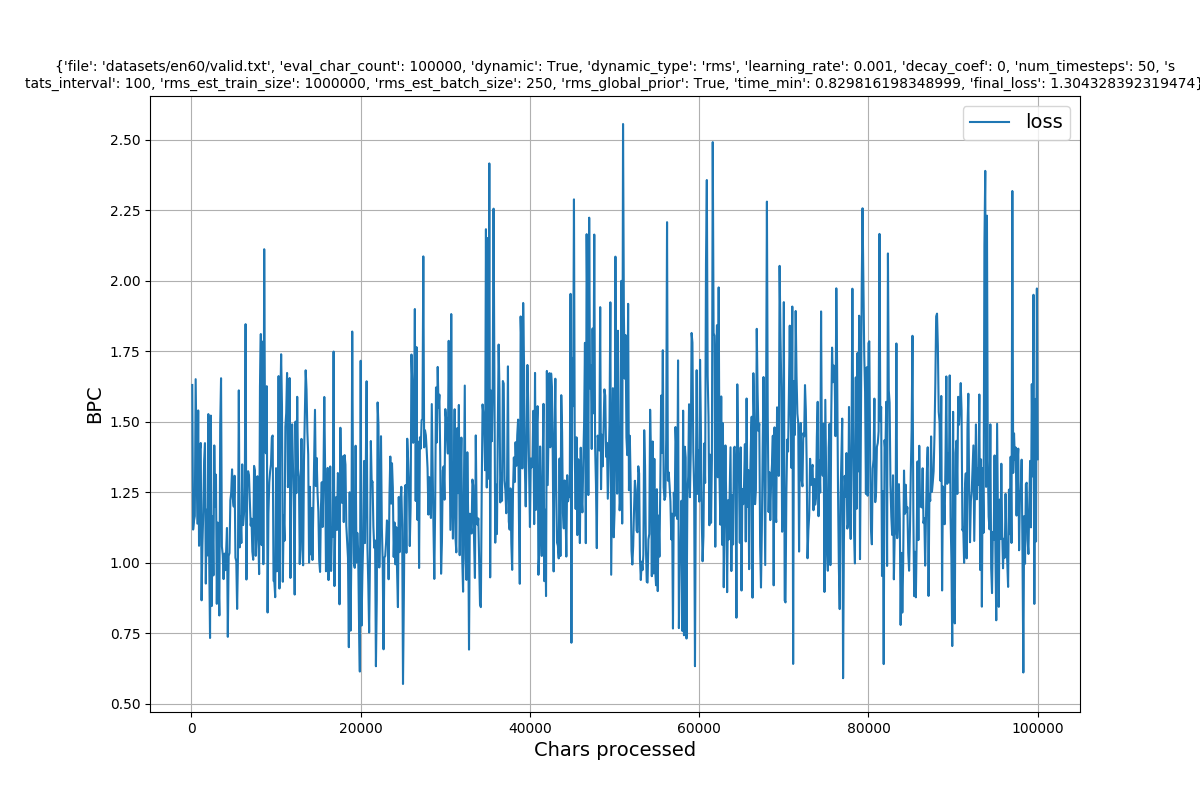 {'file': 'datasets/en60/valid.txt', 'eval_char_count': 100000, 'dynamic': True, 'dynamic_type': 'rms', 'learning_rate': 0.001, 'decay_coef': 0, 'num_timesteps': 50, 's
tats_interval': 100, 'rms_est_train_size': 1000000, 'rms_est_batch_size': 250, 'rms_global_prior': True, 'time_min': 0.829816198348999, 'final_loss': 1.304328392319474}
loss
2.50
2.25
2.00
1.75
1.50
1.25
1.00
0.75
0.50
BPC
0 20000 40000 60000 80000 100000
Chars processed